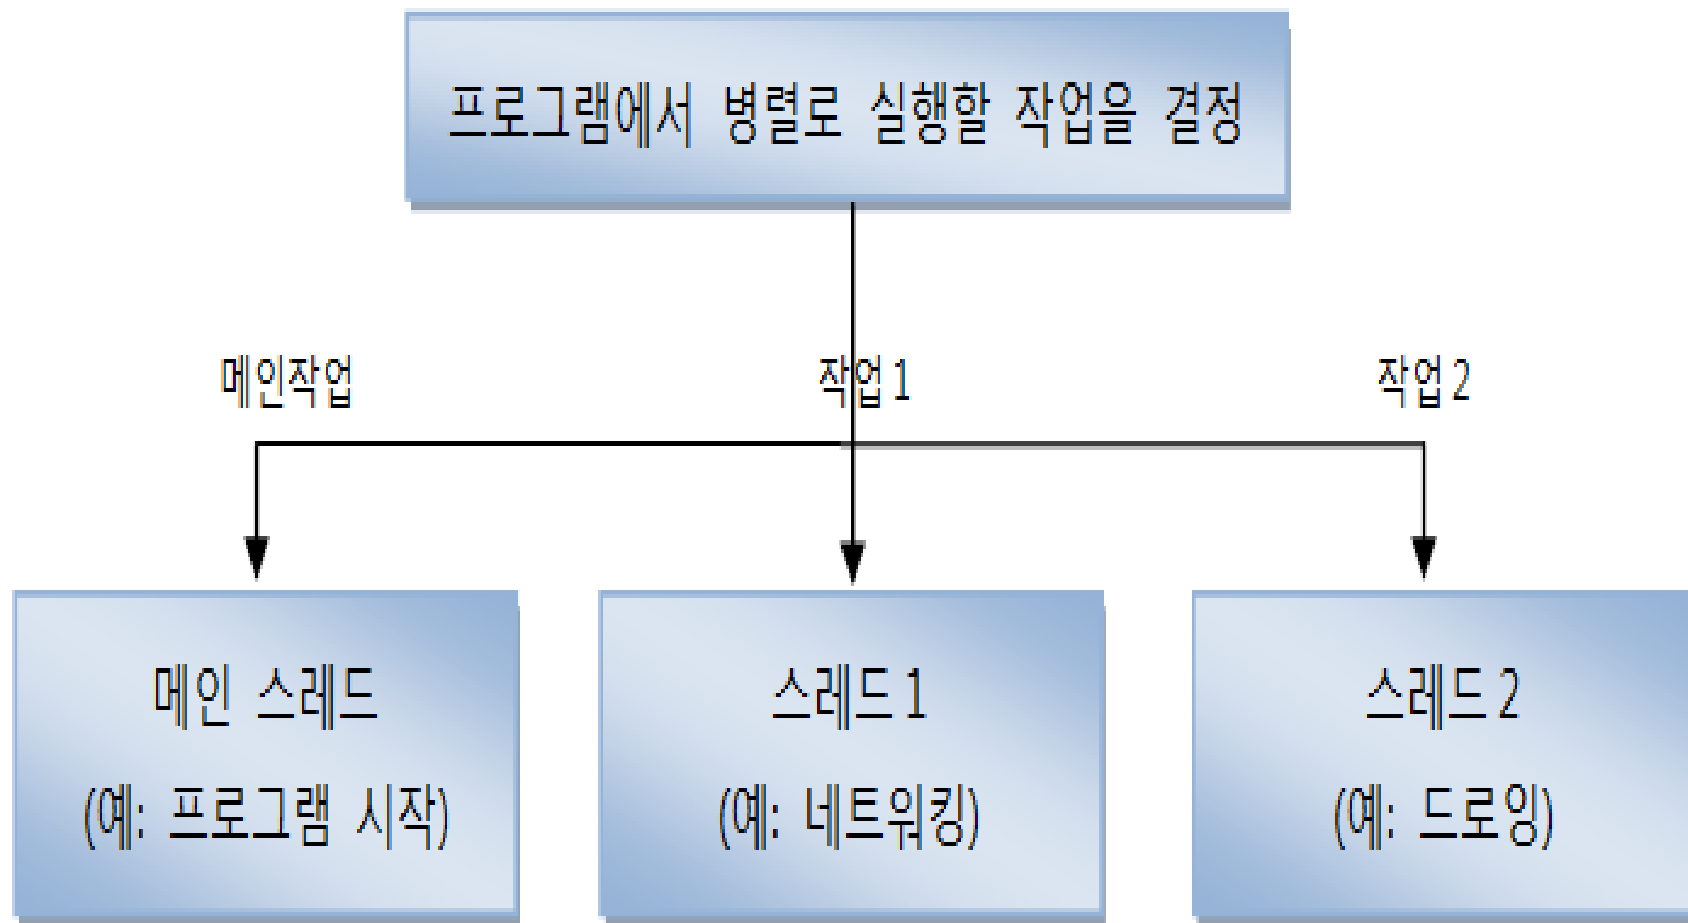 프로그램에서 병렬로 실행할 작업을 결정
메인작업
작업 1
작업 2
메인 스레드
(예: 프로그램 시작)
스레드 1
(예: 네트워킹)
스레드 2
(예: 드로잉)